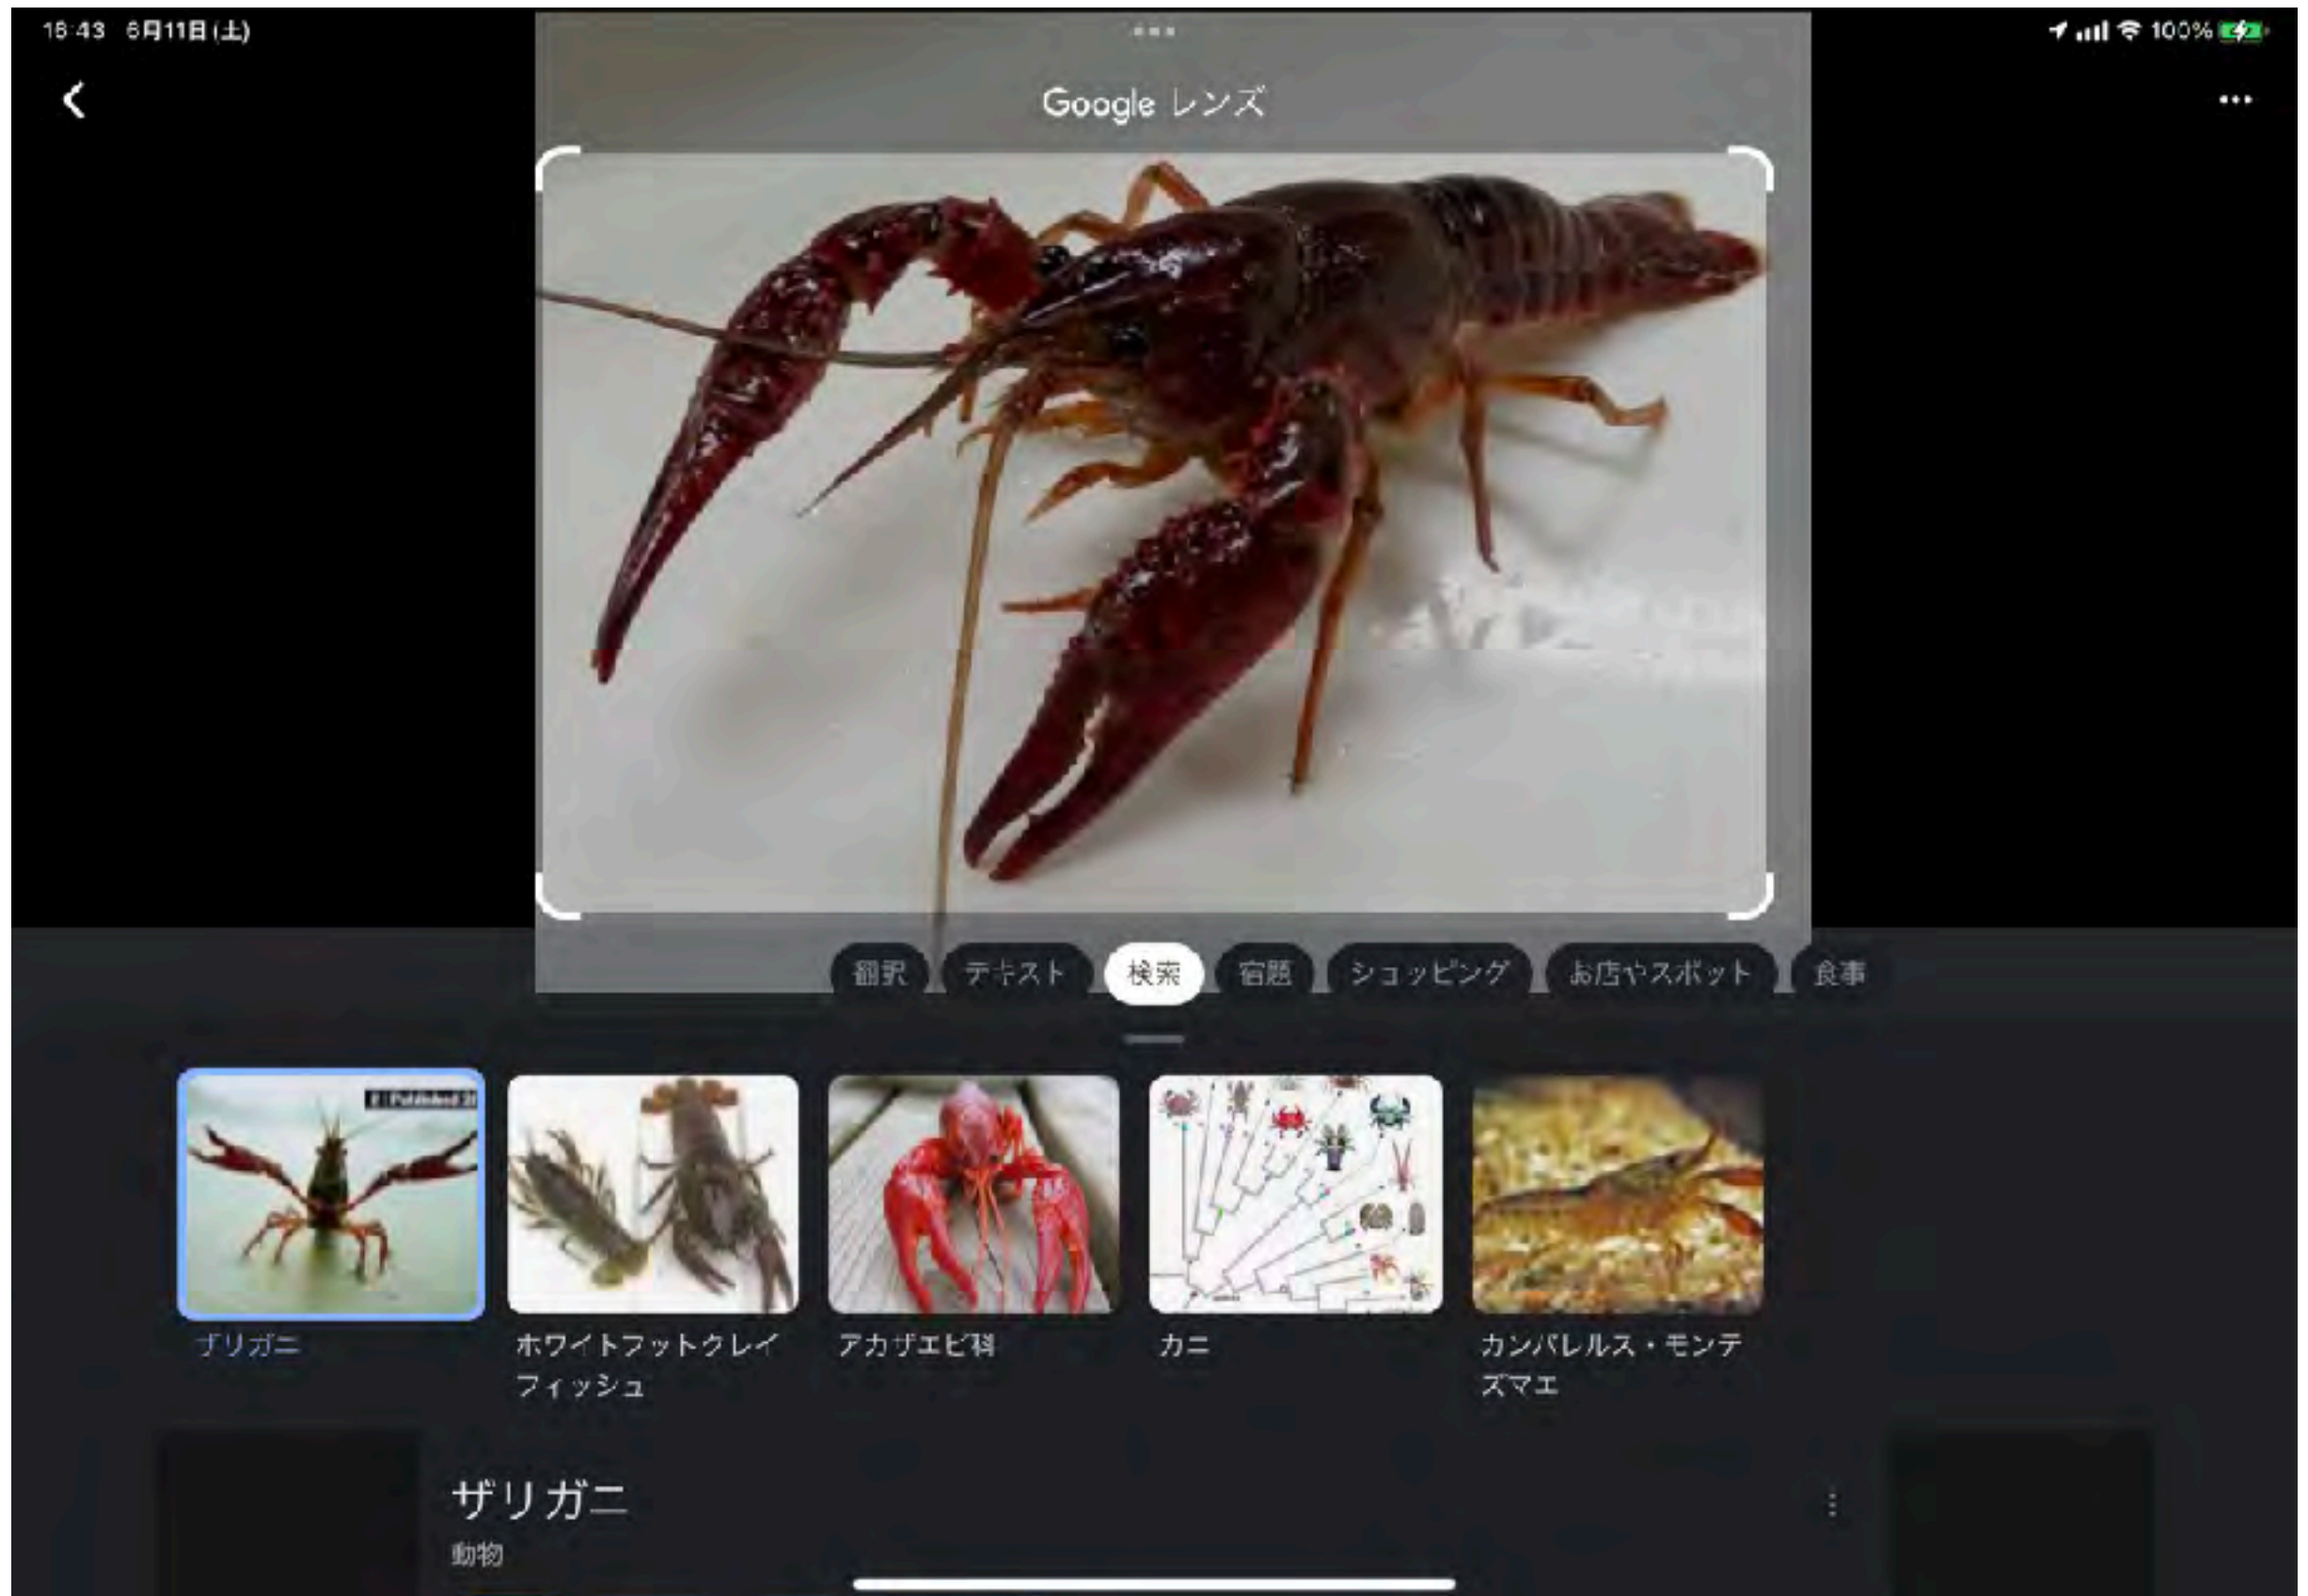 16:43 6月11日(土)
100%
Google レンズ
翻訳 テキスト 検索 宿題 ショッピング お店やスポット 食事
ザリガニ
ホワイトフットクレイ
フィッシュ
アカザエビ科
カニ
カンバレルス・モンテ
ズマエ
ザリガニ
動物